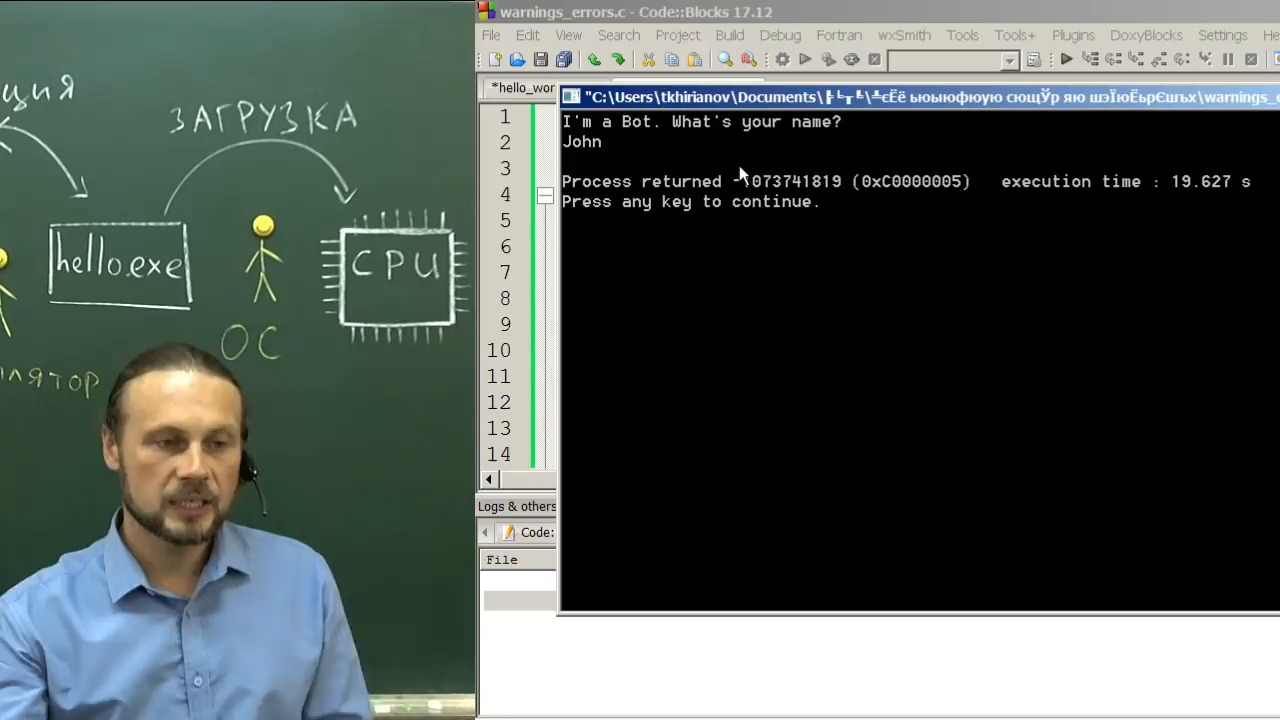 ЗАГРУЗКА
hello.exe
ОС
CPU
warnings_errors.c - Code::Blocks 17.12
File Edit View Search Project Build Debug Fortran wxSmith Tools Tools+ Plugins DoxyBlocks Settings
*hello_wor
I'm a Bot. What's your name?
John
Process returned -1073741819 (0xC0000005) execution time : 19.627 s
Press any key to continue.
1
2
3
4
5
6
7
8
9
10
11
12
13
14
Logs & others
Code:
File